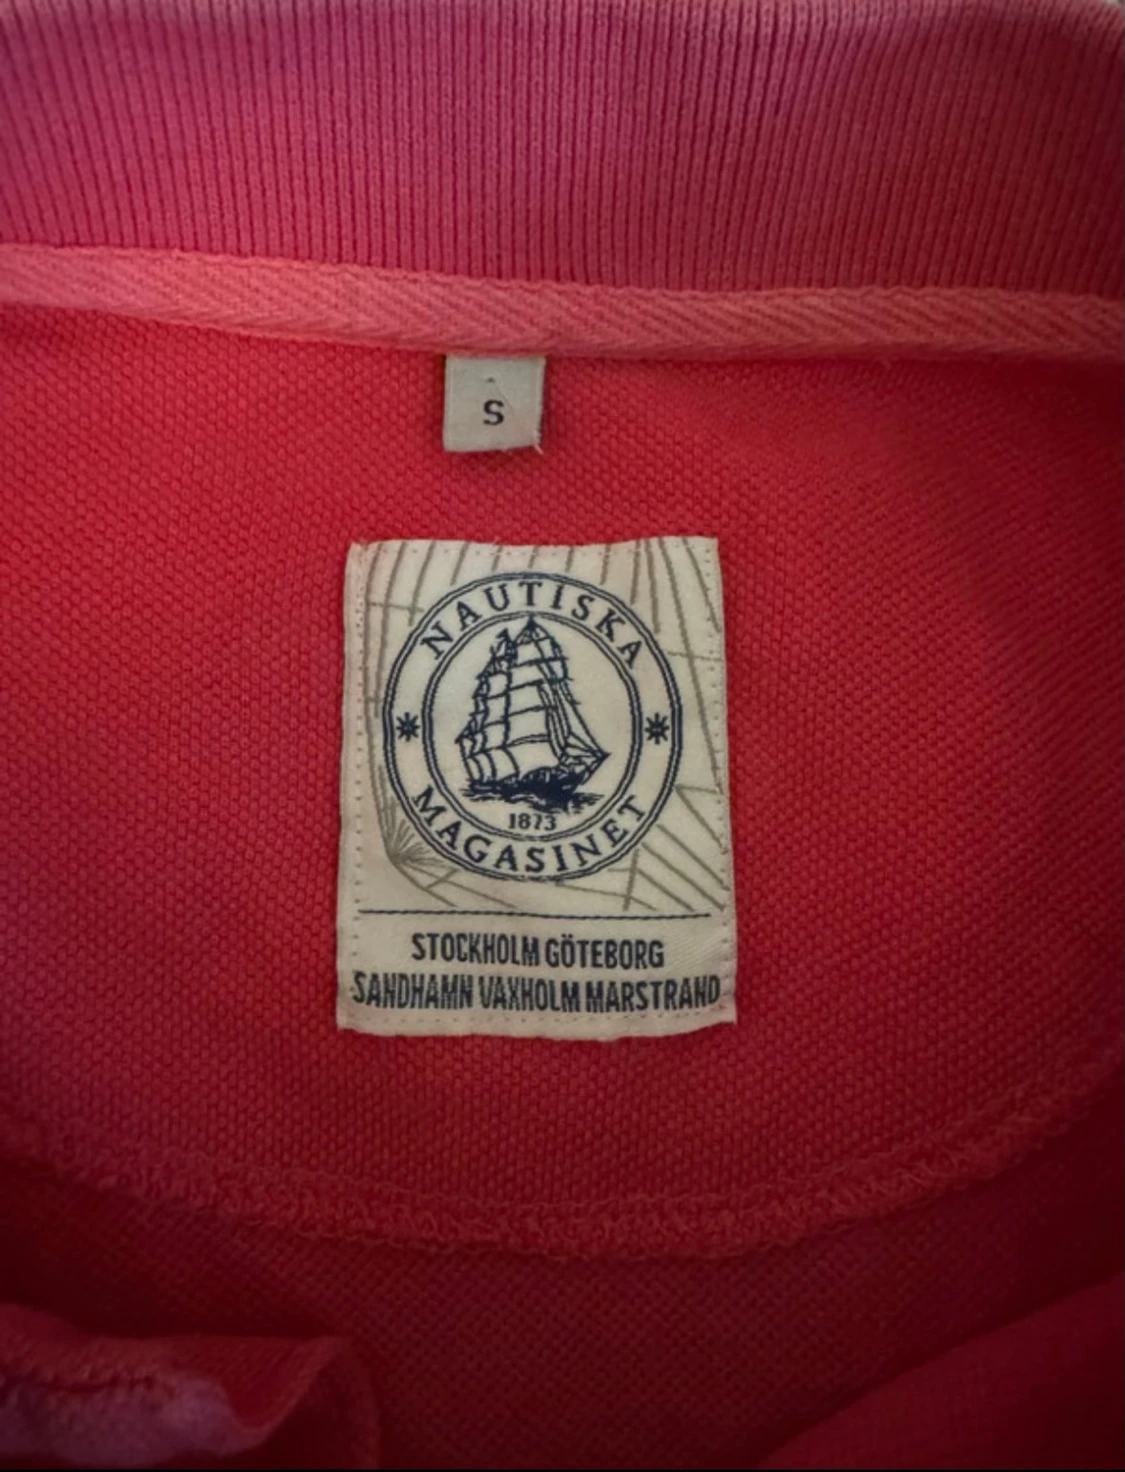 S
NAUTISKA
1873
MAGASINET
STOCKHOLM GÖTEBORG
SANDHAMN VAXHOLM MARSTRAND